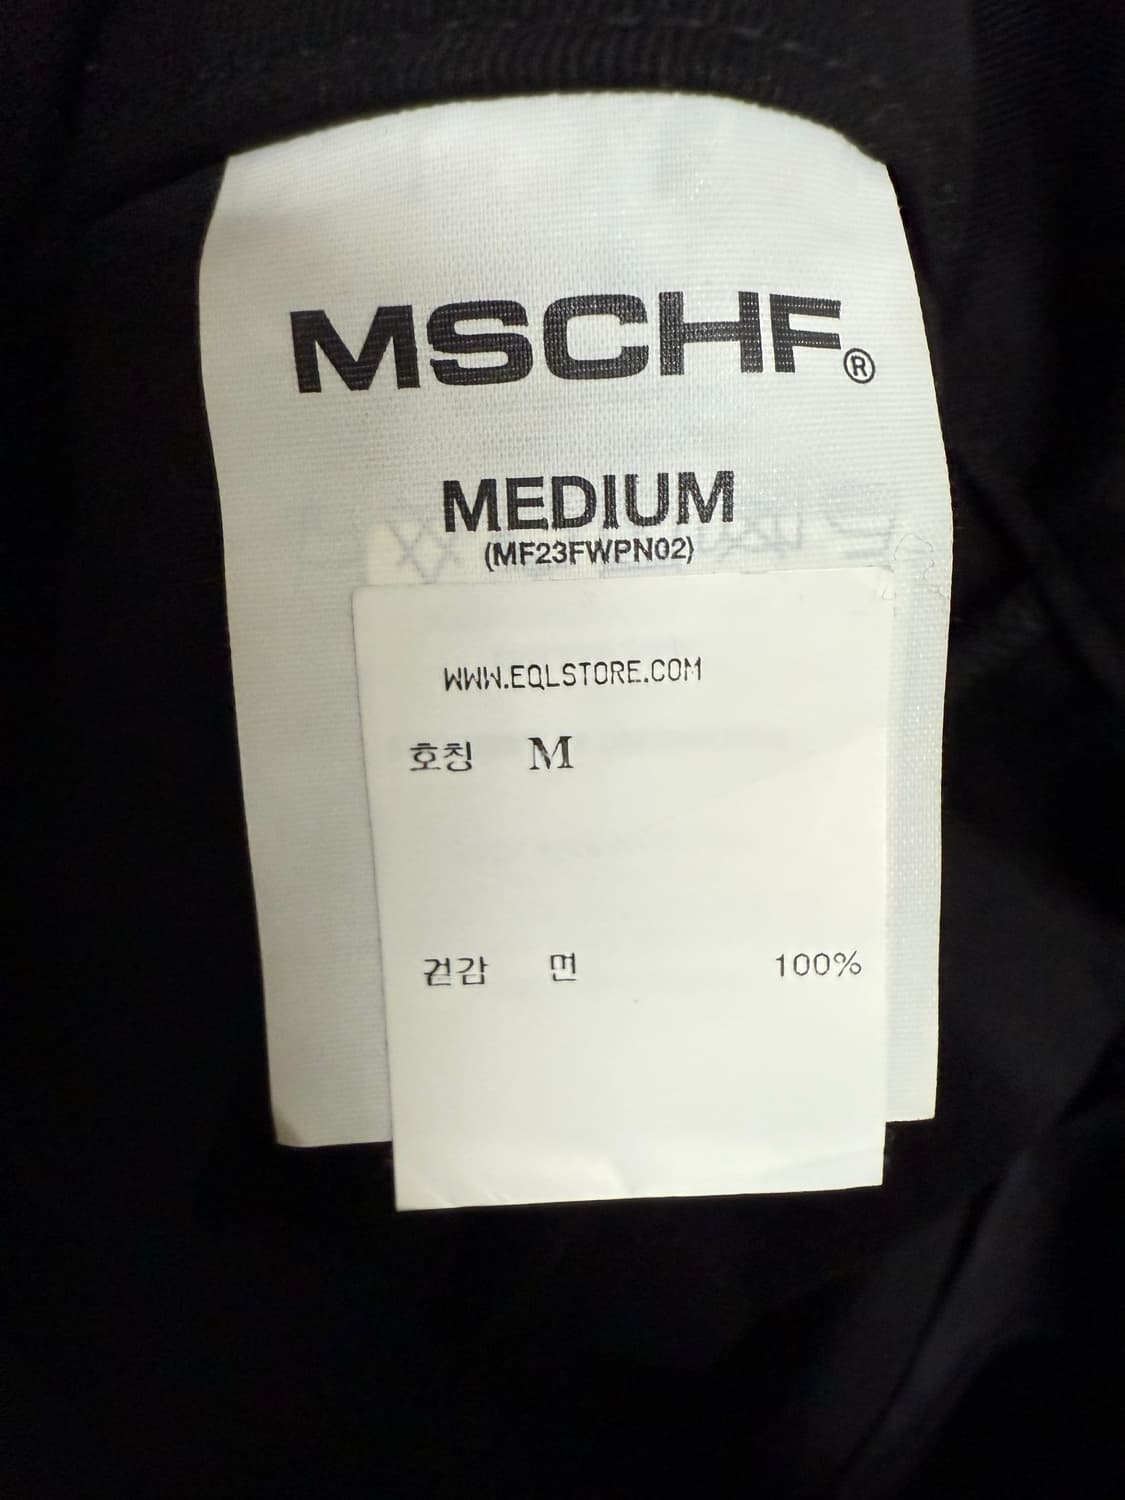 MSCHF®
MEDIUM
(MF23FWPN02)
WWW.EQLSTORE.COM
호칭 M
겉감 면 100%